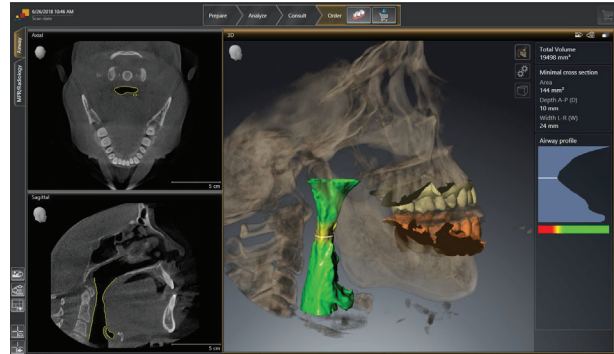 6/26/2018 10:46 AM
Scan date
Prepare
Analyze
Consult
Order
Airway
MPR/Radiology
Axial
5 cm
Sagittal
5 cm
3D
Total Volume
19498 mm³
Minimal cross section
Area
144 mm²
Depth A-P (D)
10 mm
Width L-R (W)
24 mm
Airway profile